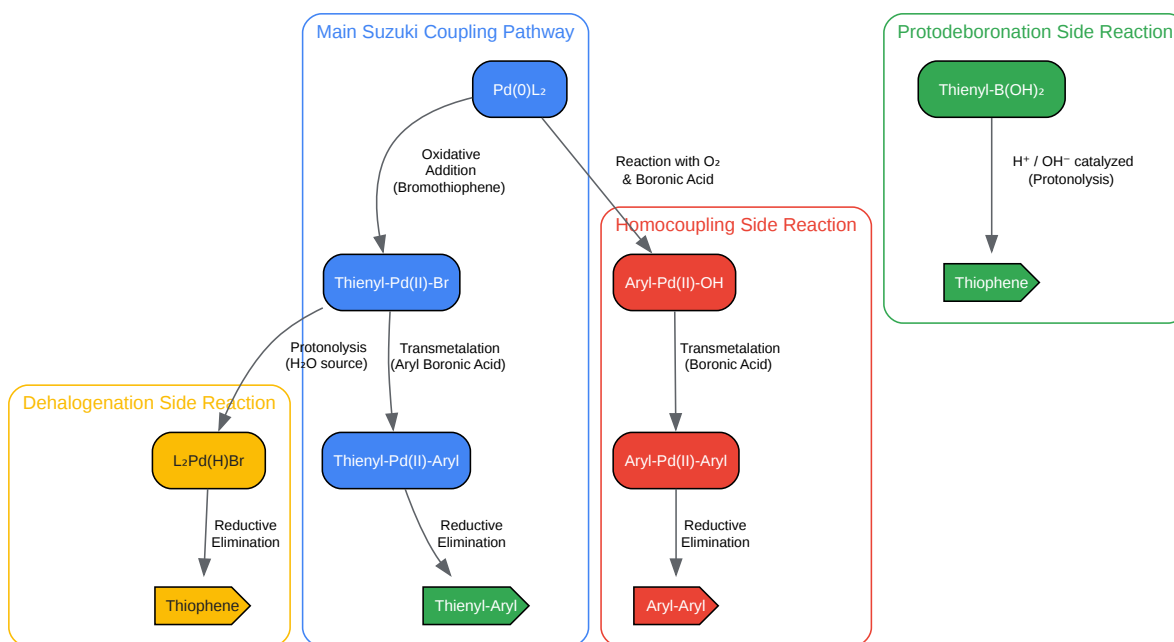 Main Suzuki Coupling Pathway
Protodeboronation Side Reaction
Pd(0)L₂
Thienyl-B(OH)₂
Oxidative
Addition
(Bromothiophene)
Reaction with O₂
& Boronic Acid
H⁺ / OH⁻ catalyzed
(Protonolysis)
Homocoupling Side Reaction
Thienyl-Pd(II)-Br
Aryl-Pd(II)-OH
Thiophene
Protonolysis
(H₂O source)
Transmetalation
(Aryl Boronic Acid)
Transmetalation
(Boronic Acid)
Dehalogenation Side Reaction
L₂Pd(H)Br
Thienyl-Pd(II)-Aryl
Aryl-Pd(II)-Aryl
Reductive
Elimination
Reductive
Elimination
Reductive
Elimination
Thiophene
Thienyl-Aryl
Aryl-Aryl